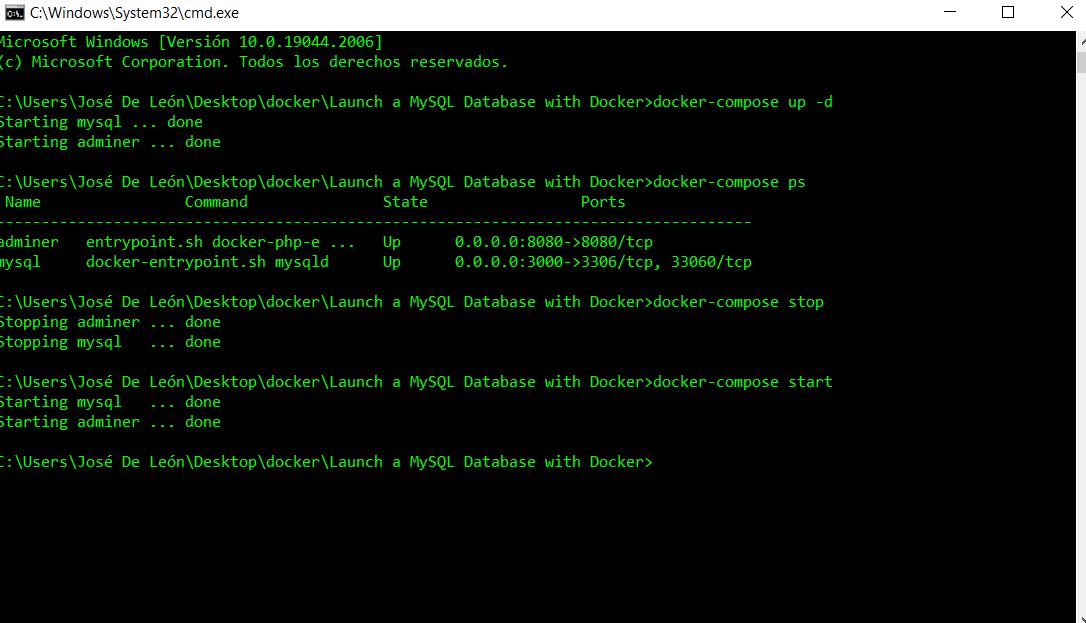 C:\Windows\System32\cmd.exe
Microsoft Windows [Versión 10.0.19044.2006]
(c) Microsoft Corporation. Todos los derechos reservados.
C:\Users\José De León\Desktop\docker\Launch a MySQL Database with Docker>docker-compose up -d
Starting mysql ... done
Starting adminer ... done
C:\Users\José De León\Desktop\docker\Launch a MySQL Database with Docker>docker-compose ps
Name Command State Ports
-----------------------------------------------------------------------------------
adminer entrypoint.sh docker-php-e ... Up 0.0.0.0:8080->8080/tcp
mysql docker-entrypoint.sh mysqld Up 0.0.0.0:3000->3306/tcp, 33060/tcp
C:\Users\José De León\Desktop\docker\Launch a MySQL Database with Docker>docker-compose stop
Stopping adminer ... done
Stopping mysql ... done
C:\Users\José De León\Desktop\docker\Launch a MySQL Database with Docker>docker-compose start
Starting mysql ... done
Starting adminer ... done
C:\Users\José De León\Desktop\docker\Launch a MySQL Database with Docker>